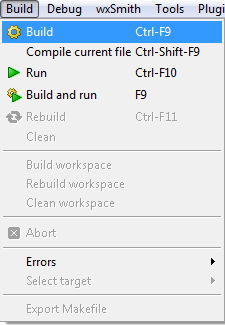 Build Debug wxSmith Tools Plugi
Build Ctrl-F9
Compile current file Ctrl-Shift-F9
Run Ctrl-F10
Build and run F9
Rebuild Ctrl-F11
Clean
Build workspace
Rebuild workspace
Clean workspace
Abort
Errors
Select target
Export Makefile